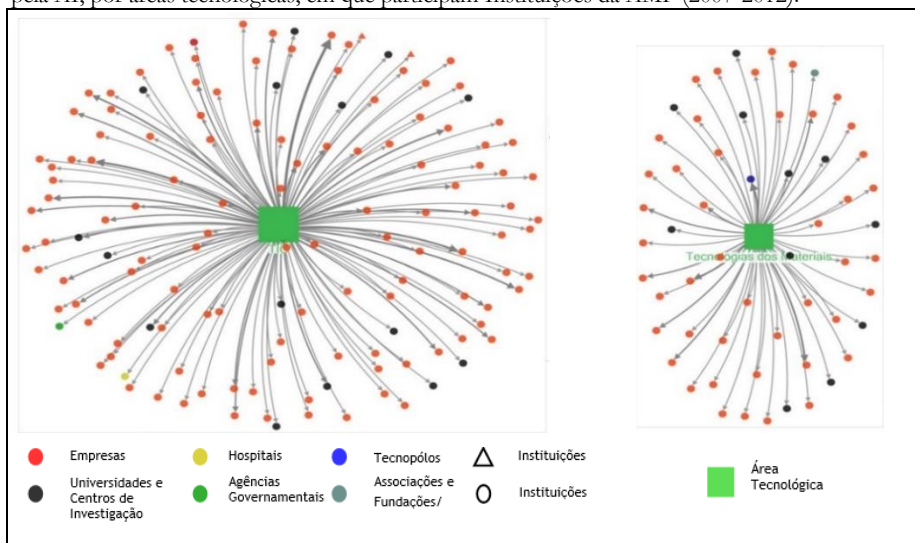 pela AI, por áreas tecnológicas, em que participam Instituições da AMP (2007-2012).
Tecnologias dos Materiais
Empresas
Hospitais
Tecnopólos
Instituições
Universidades e
Centros de
Investigação
Agências
Governamentais
Associações e
Fundações/
Instituições
Área
Tecnológica